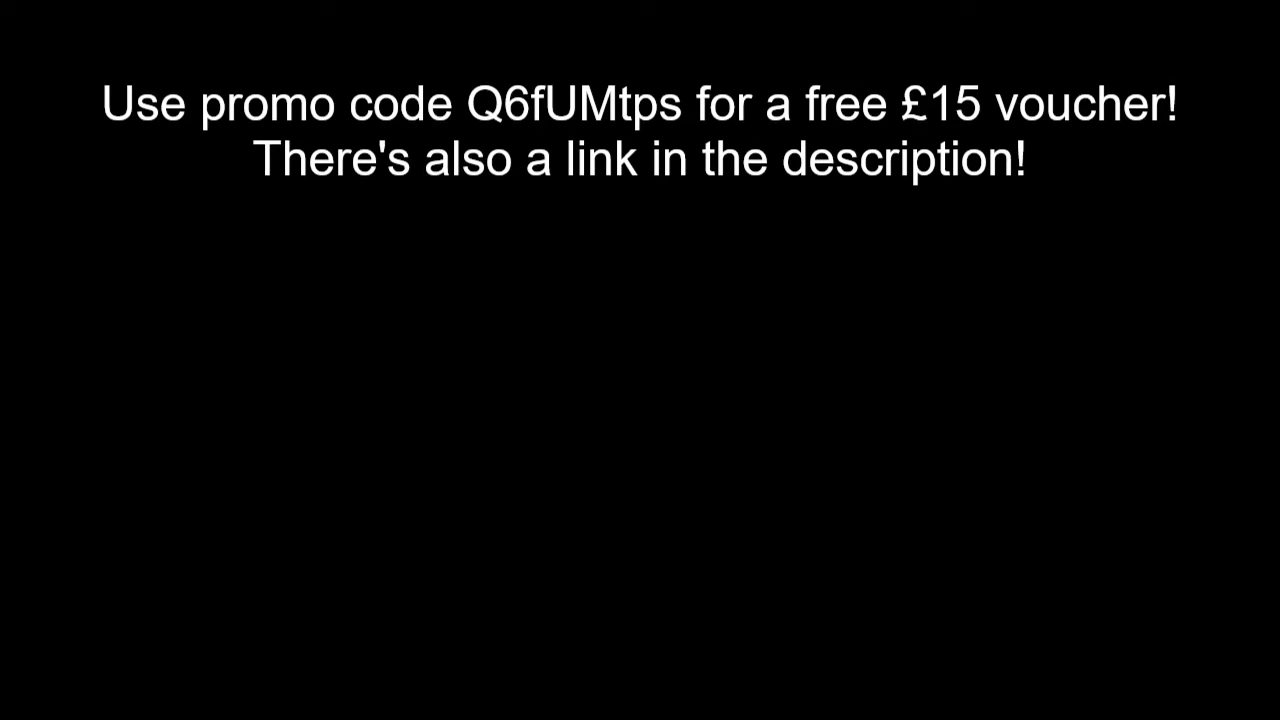 Use promo code Q6fUMtps for a free £15 voucher!
There's also a link in the description!